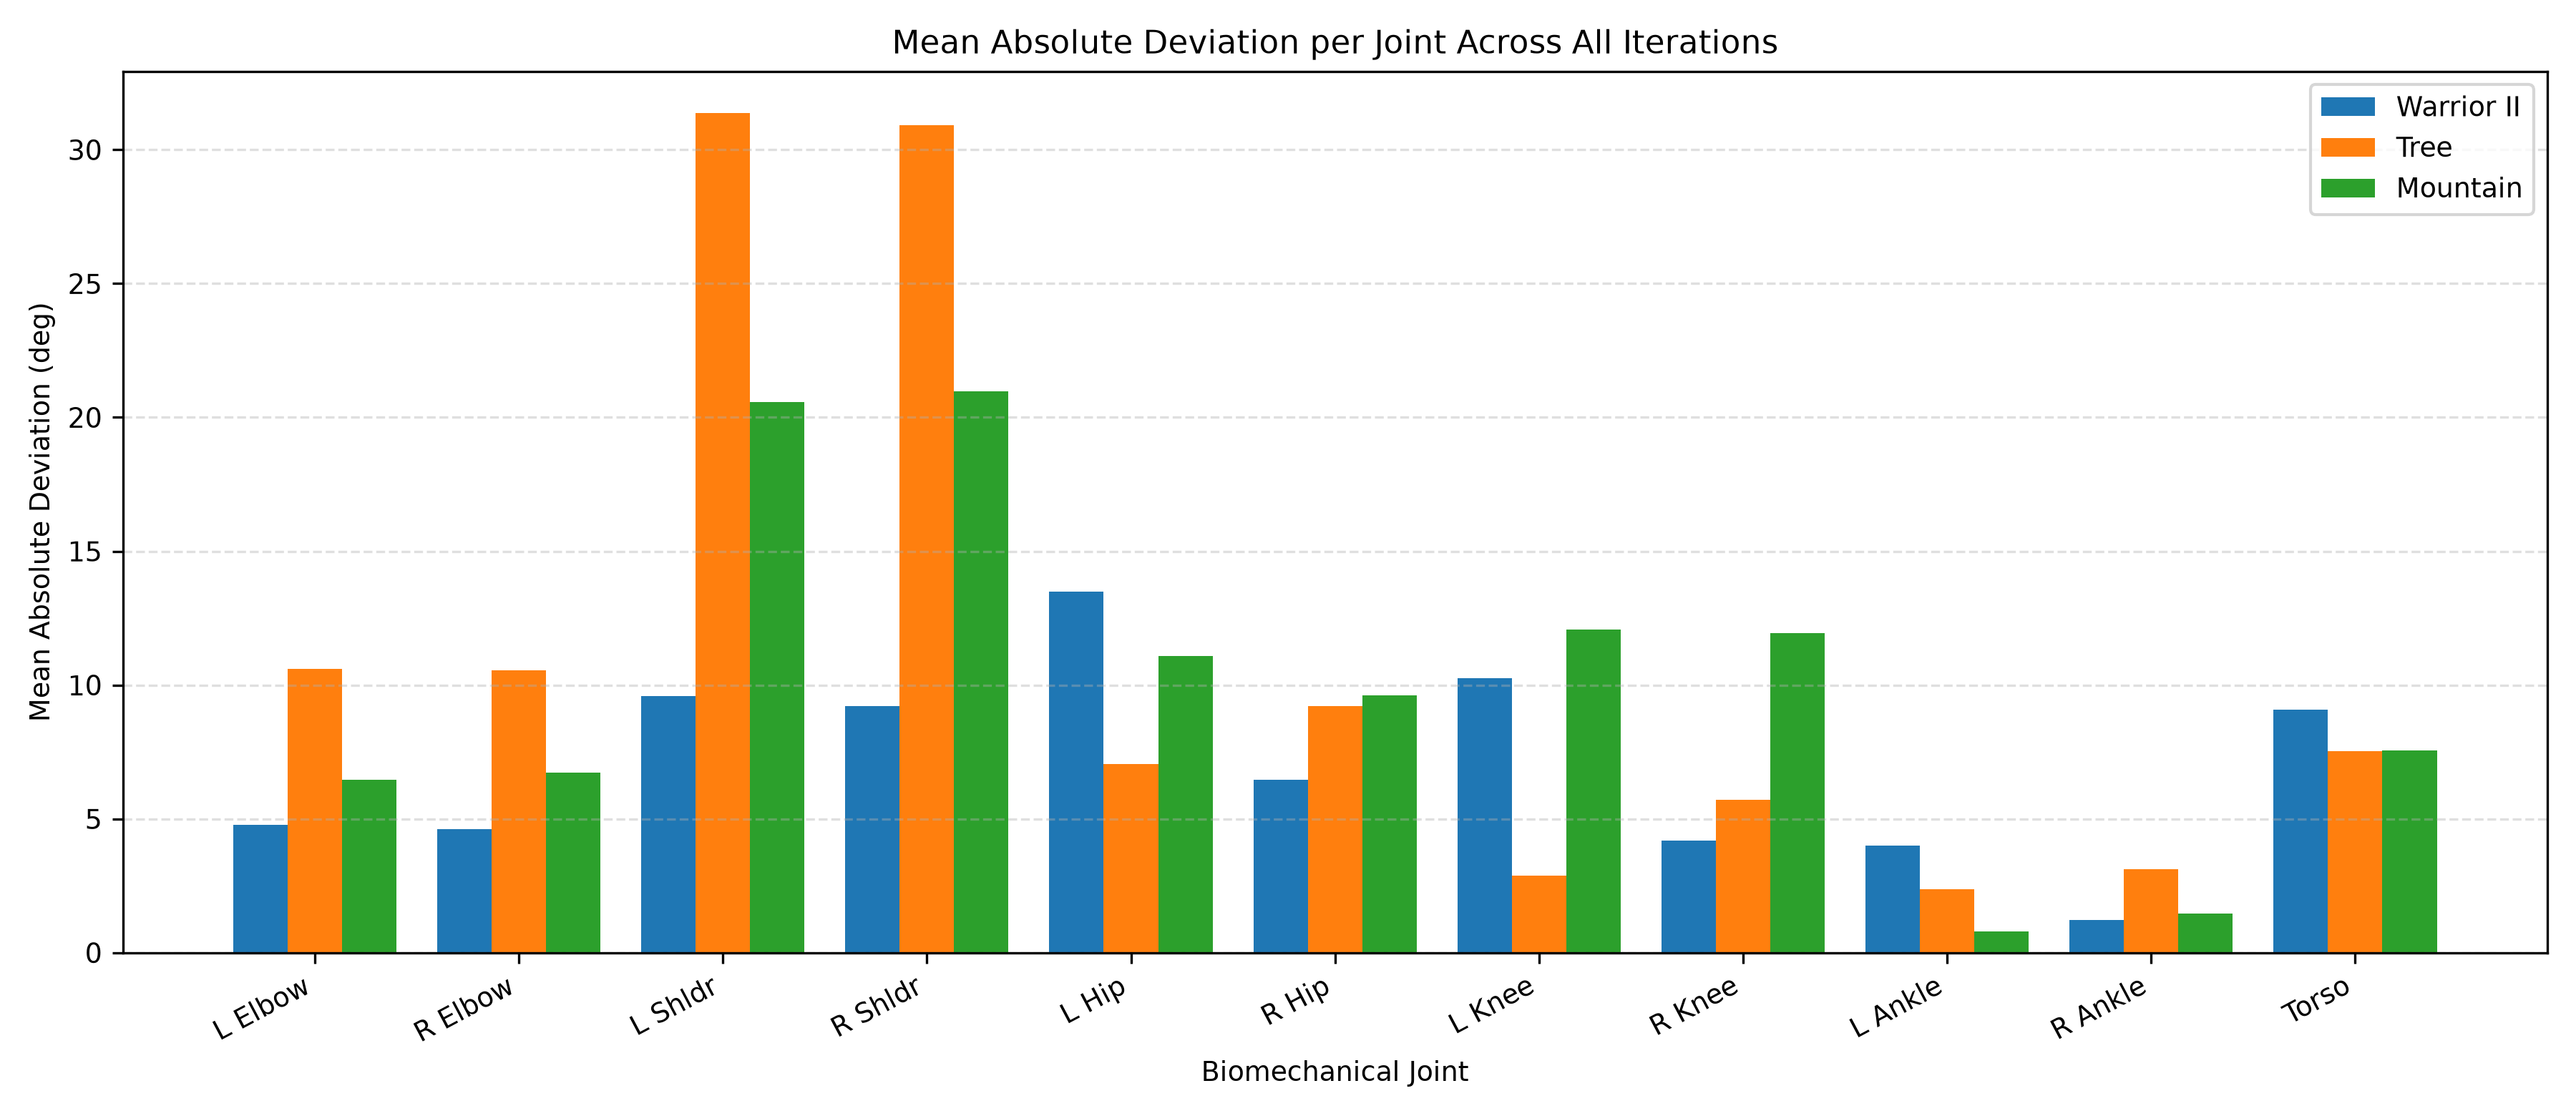 Mean Absolute Deviation per Joint Across All Iterations
Warrior II
Tree
Mountain
Mean Absolute Deviation (deg)
30
25
20
15
10
5
0
L Elbow
R Elbow
L Shldr
R Shldr
L Hip
R Hip
L Knee
R Knee
L Ankle
R Ankle
Torso
Biomechanical Joint